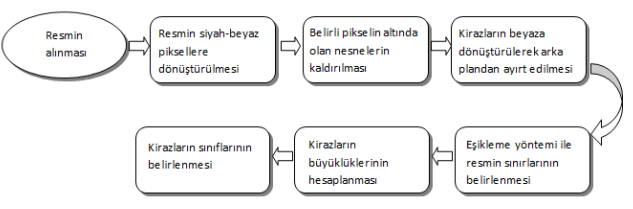 Resmin
alınması
Resmin siyah-beyaz
piksellere
dönüştürülmesi
Belirli pikselin altında
olan nesnelerin
kaldırılması
Kirazların beyaza
dönüştürülerek arka
plandan ayırt edilmesi
Eşikleme yöntemi ile
resmin sınırlarının
belirlenmesi
Kirazların
büyüklüklerinin
hesaplanması
Kirazların sınıflarının
belirlenmesi